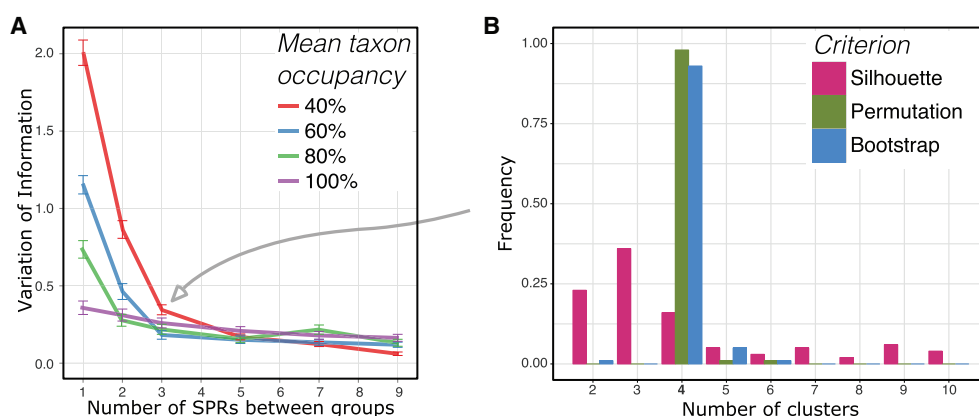 A
Variation of Information
2.0
1.5
1.0
0.5
0.0
Mean taxon
occupancy
40%
60%
80%
100%
1 2 3 4 5 6 7 8 9
Number of SPRs between groups
B
Frequency
1.00
0.75
0.50
0.25
0.00
Criterion
Silhouette
Permutation
Bootstrap
2 3 4 5 6 7 8 9 10
Number of clusters